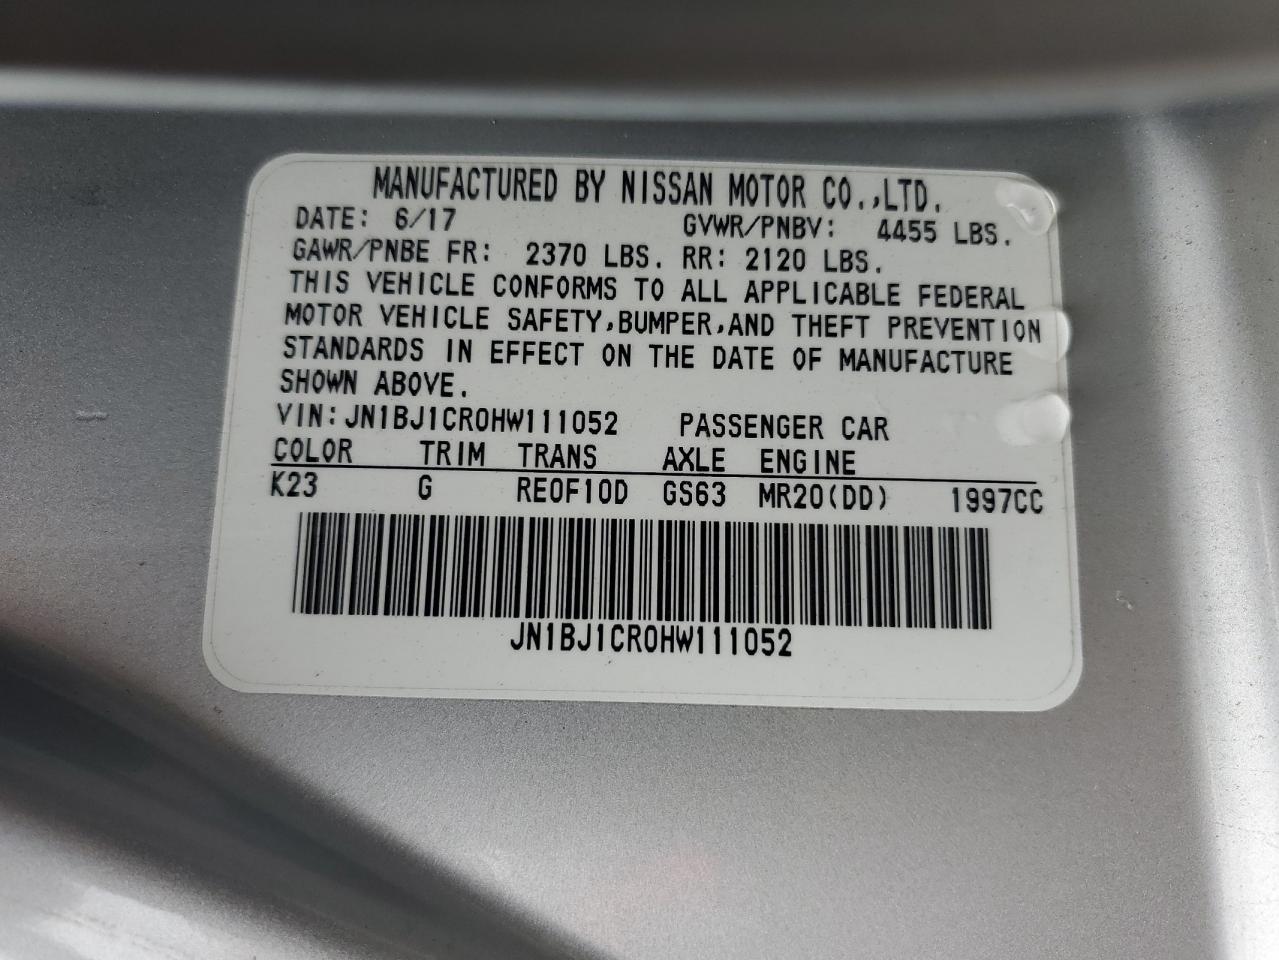 MANUFACTURED BY NISSAN MOTOR CO.,LTD.
DATE: 6/17 GVWR/PNBV: 4455 LBS.
GAWR/PNBE FR: 2370 LBS. RR: 2120 LBS.
THIS VEHICLE CONFORMS TO ALL APPLICABLE FEDERAL
MOTOR VEHICLE SAFETY,BUMPER,AND THEFT PREVENTION
STANDARDS IN EFFECT ON THE DATE OF MANUFACTURE
SHOWN ABOVE.
VIN:JN1BJ1CR0HW111052 PASSENGER CAR
COLOR TRIM TRANS AXLE ENGINE
K23 G RE0F10D GS63 MR20(DD) 1997CC
JN1BJ1CR0HW111052